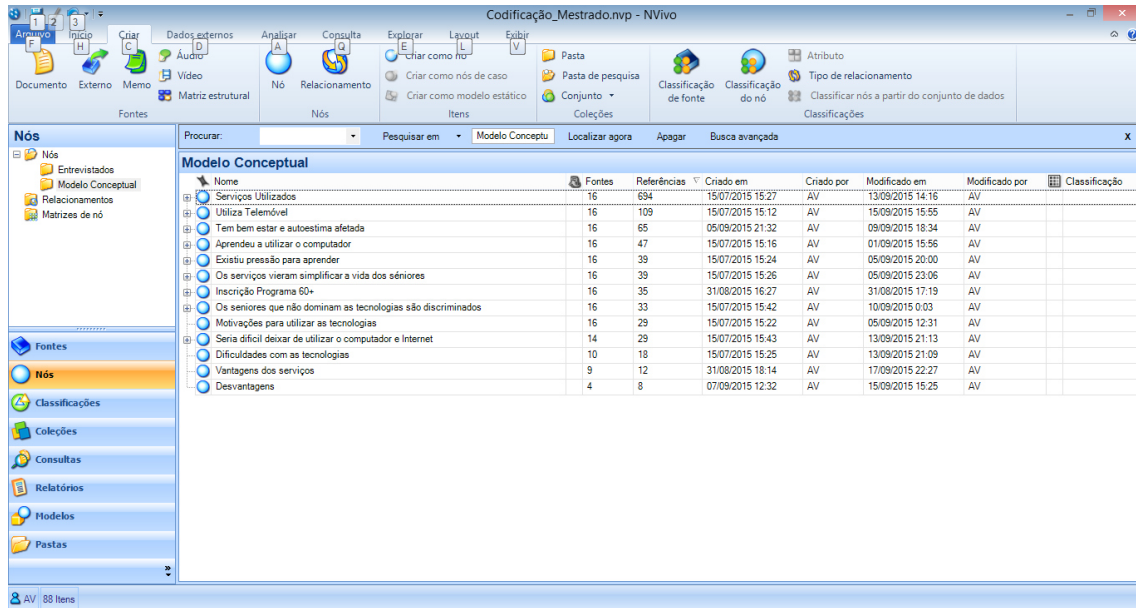 Codificação_Mestrado.nvp - NVivo
1 2 3
Arquivo Início Criar Dados externos Analisar Consulta Explorar Layout Exibir
F H C D A Q E L V
Documento Externo Memo
Áudio
Vídeo
Matriz estrutural
Fontes
Nó Relacionamento
Nós
Criar como nó
Criar como nós de caso
Criar como modelo estático
Itens
Pasta
Pasta de pesquisa
Conjunto
Coleções
Classificação de fonte
Classificação do nó
Atributo
Tipo de relacionamento
Classificar nós a partir do conjunto de dados
Classificações
Nós
Nós
Entrevistados
Modelo Conceptual
Relacionamentos
Matrizes de nó
Fontes
Nós
Classificações
Coleções
Consultas
Relatórios
Modelos
Pastas
Procurar: Pesquisar em Modelo Conceptu Localizar agora Apagar Busca avançada X
Modelo Conceptual
Nome Fontes Referências Criado em Criado por Modificado em Modificado por Classificação
Serviços Utilizados 16 694 15/07/2015 15:27 AV 13/09/2015 14:16 AV
Utiliza Telemóvel 16 109 15/07/2015 15:12 AV 15/09/2015 15:55 AV
Tem bem estar e autoestima afetada 16 65 05/09/2015 21:32 AV 09/09/2015 18:34 AV
Aprendeu a utilizar o computador 16 47 15/07/2015 15:16 AV 01/09/2015 15:56 AV
Existiu pressão para aprender 16 39 15/07/2015 15:24 AV 05/09/2015 20:00 AV
Os serviços vieram simplificar a vida dos séniores 16 39 15/07/2015 15:26 AV 05/09/2015 23:06 AV
Inscrição Programa 60+ 16 35 31/08/2015 16:27 AV 31/08/2015 17:19 AV
Os seniores que não dominam as tecnologias são discriminados 16 33 15/07/2015 15:42 AV 10/09/2015 0:03 AV
Motivações para utilizar as tecnologias 16 29 15/07/2015 15:22 AV 05/09/2015 12:31 AV
Seria dificil deixar de utilizar o computador e Internet 14 29 15/07/2015 15:43 AV 13/09/2015 21:13 AV
Dificuldades com as tecnologias 10 18 15/07/2015 15:25 AV 13/09/2015 21:09 AV
Vantagens dos serviços 9 12 31/08/2015 18:14 AV 17/09/2015 22:27 AV
Desvantagens 4 8 07/09/2015 12:32 AV 15/09/2015 15:25 AV
AV 88 Itens